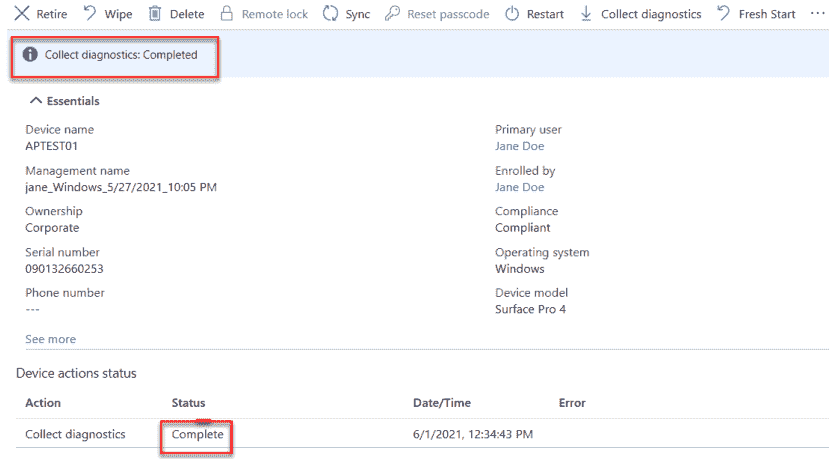 Retire Wipe Delete Remote lock Sync Reset passcode Restart Collect diagnostics Fresh Start ...
Collect diagnostics: Completed
Essentials
Device name Primary user
APTEST01 Jane Doe
Management name Enrolled by
jane_Windows_5/27/2021_10:05 PM Jane Doe
Ownership Compliance
Corporate Compliant
Serial number Operating system
090132660253 Windows
Phone number Device model
--- Surface Pro 4
See more
Device actions status
Action Status Date/Time Error
Collect diagnostics Complete 6/1/2021, 12:34:43 PM